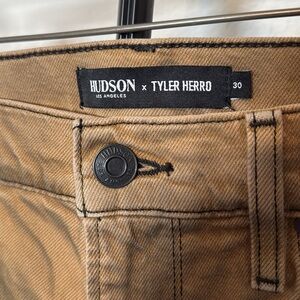 HUDSON x TYLER HERRO 30
LOS ANGELES